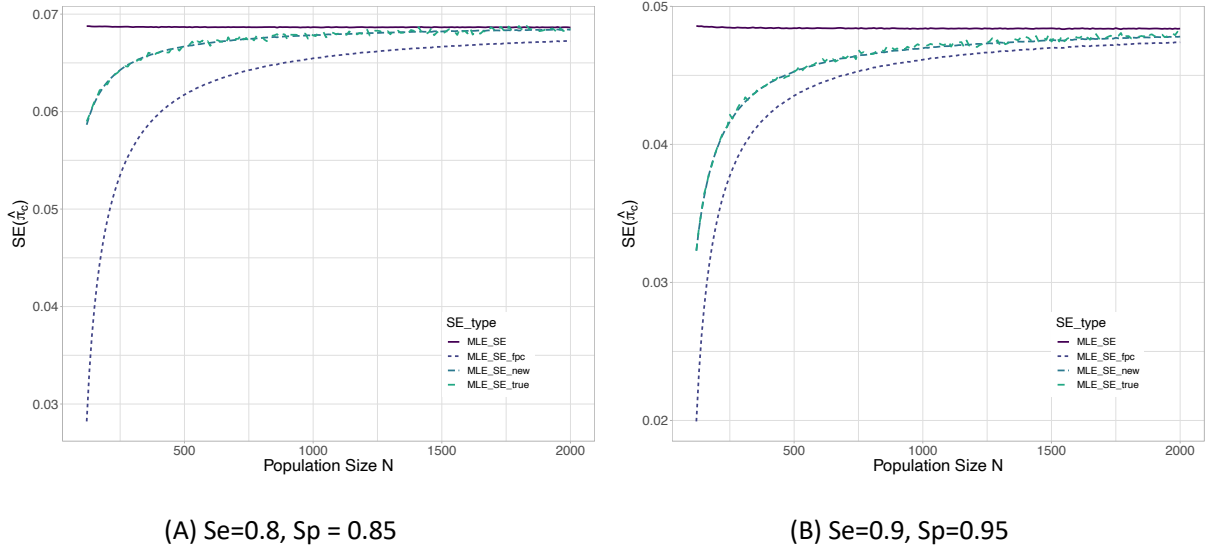 0.07
0.06
0.05
0.04
0.03
SE(π̂c)
500
1000
1500
2000
Population Size N
SE_type
MLE_SE
MLE_SE_fpc
MLE_SE_new
MLE_SE_true
(A) Se=0.8, Sp = 0.85
0.05
0.04
0.03
0.02
SE(π̂c)
500
1000
1500
2000
Population Size N
SE_type
MLE_SE
MLE_SE_fpc
MLE_SE_new
MLE_SE_true
(B) Se=0.9, Sp=0.95